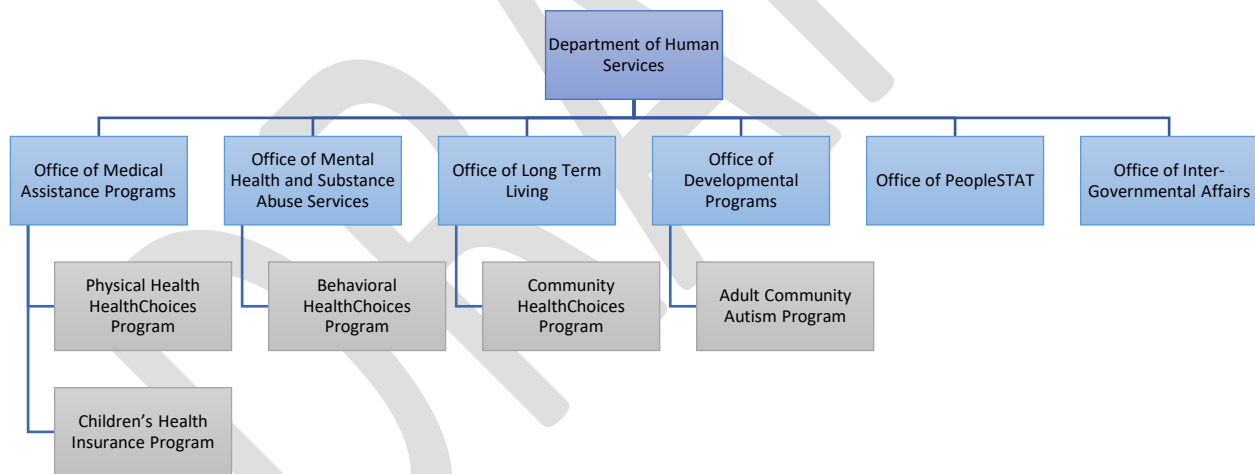 Department of Human
Services
Office of Medical
Assistance Programs
Office of Mental
Health and Substance
Abuse Services
Office of Long Term
Living
Office of
Developmental
Programs
Office of PeopleSTAT
Office of Inter-
Governmental Affairs
Physical Health
HealthChoices
Program
Behavioral
HealthChoices
Program
Community
HealthChoices
Program
Adult Community
Autism Program
Children’s Health
Insurance Program